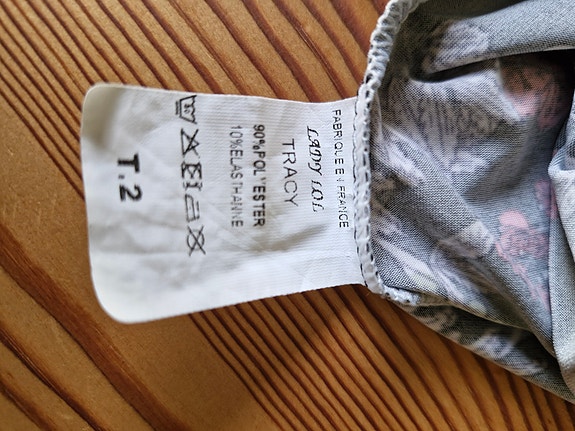 FABRIQUE EN FRANCE
LADY LOL
TRACY
90%POLYESTER
10%ELASTHANNE
T.2